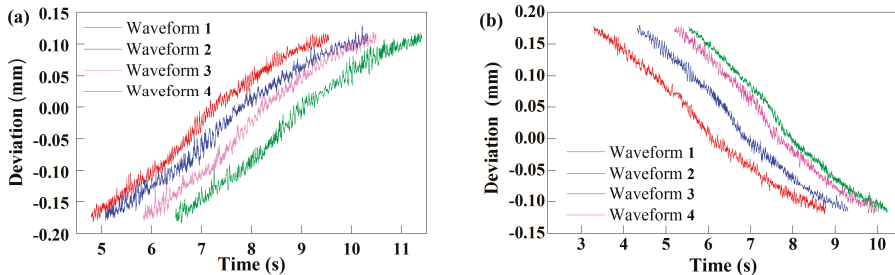 (a)
Deviation (mm)
0.15
0.10
0.05
0.00
-0.05
-0.10
-0.15
-0.20
Waveform 1
Waveform 2
Waveform 3
Waveform 4
5 6 7 8 9 10 11
Time (s)
(b)
Deviation (mm)
0.20
0.15
0.10
0.05
0.00
-0.05
-0.10
-0.15
Waveform 1
Waveform 2
Waveform 3
Waveform 4
3 4 5 6 7 8 9 10
Time (s)